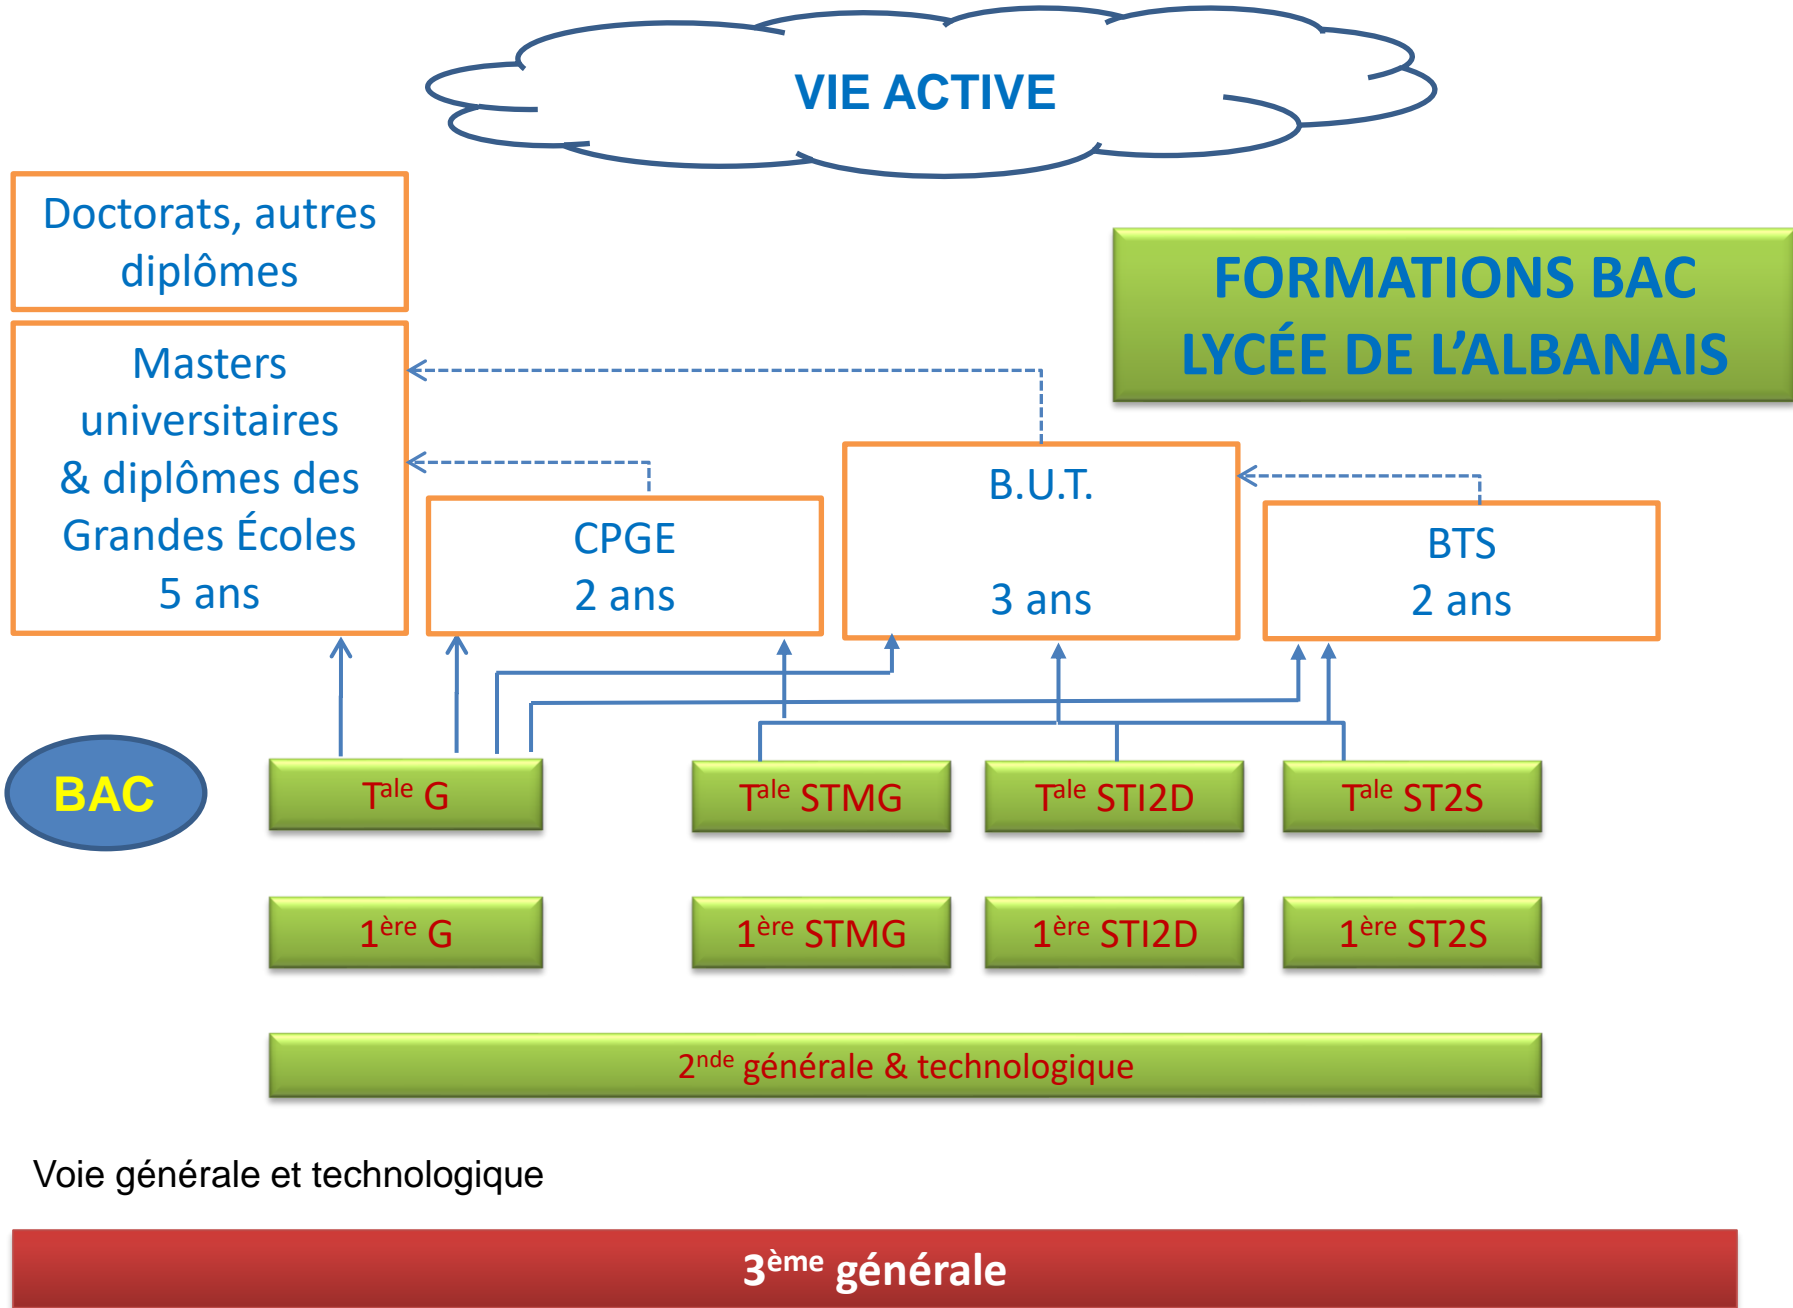 VIE ACTIVE
Doctorats, autres
diplômes
FORMATIONS BAC
LYCÉE DE L’ALBANAIS
Masters
universitaires
& diplômes des
Grandes Écoles
5 ans
CPGE
2 ans
B.U.T.
3 ans
BTS
2 ans
BAC
Tale G
Tale STMG
Tale STI2D
Tale ST2S
1ère G
1ère STMG
1ère STI2D
1ère ST2S
2nde générale & technologique
Voie générale et technologique
3ème générale